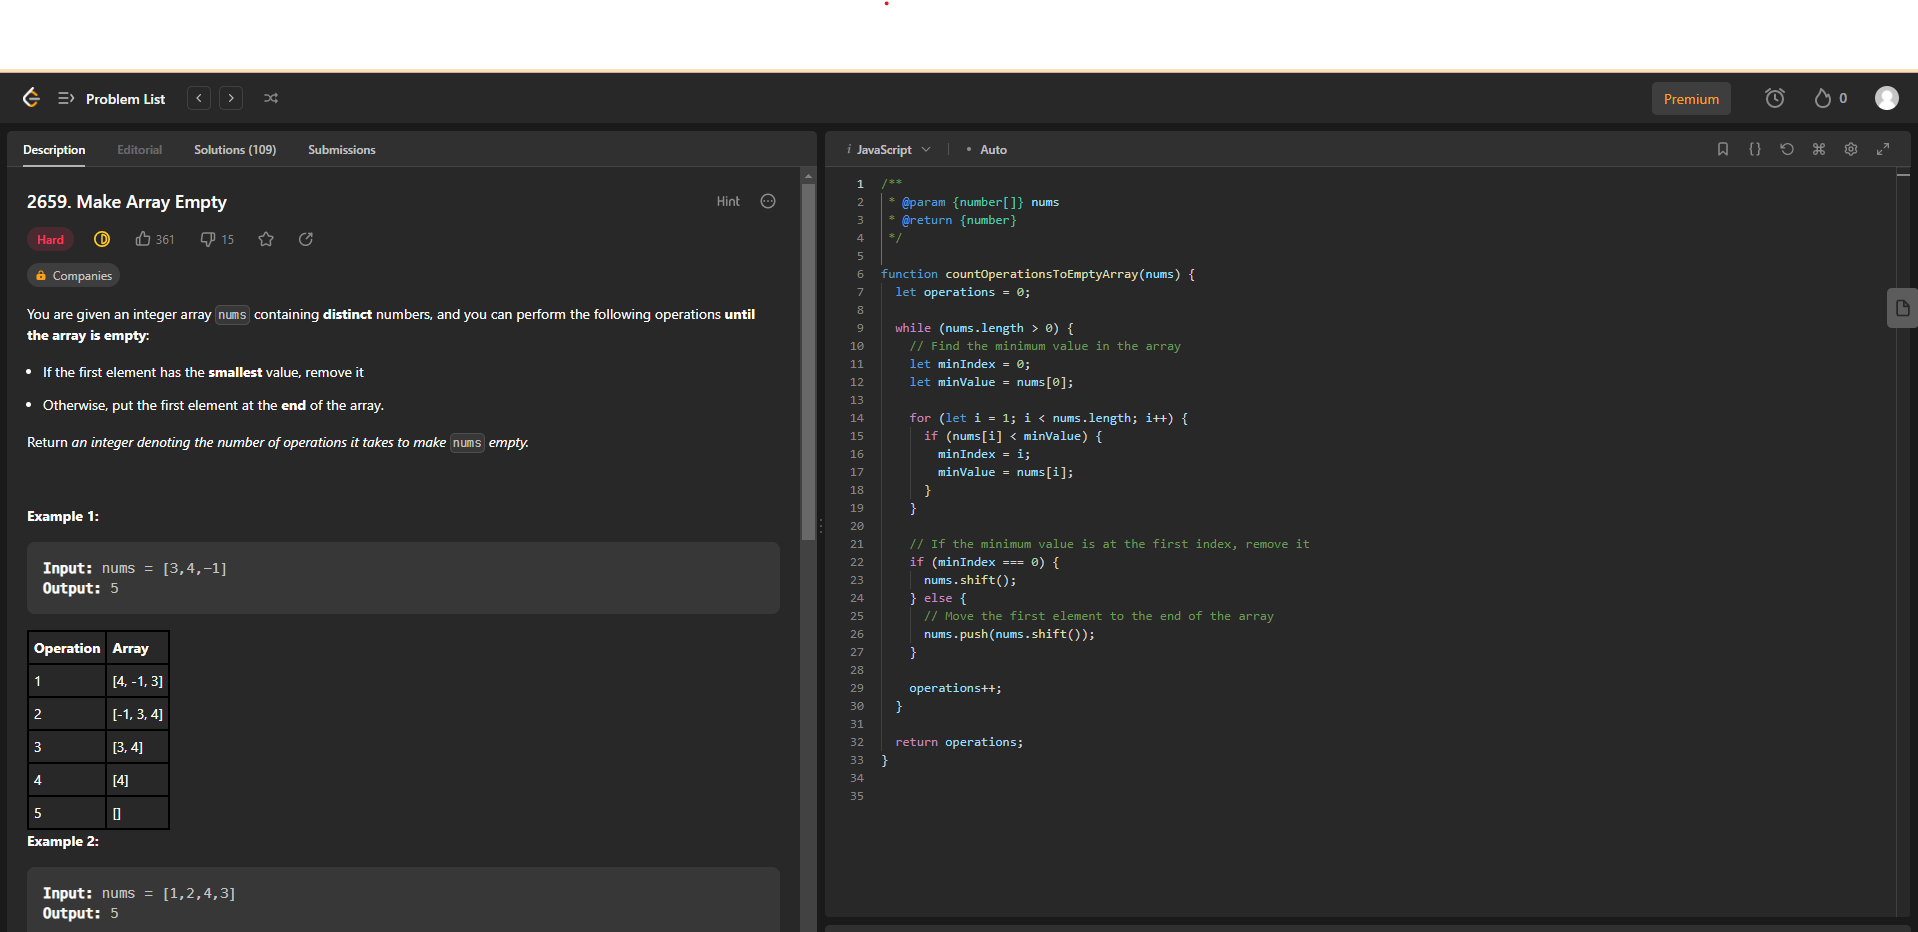 Problem List
Premium
0
Description Editorial Solutions (109) Submissions
2659. Make Array Empty
Hint
Hard 361 15
Companies
You are given an integer array nums containing distinct numbers, and you can perform the following operations until
the array is empty:
• If the first element has the smallest value, remove it
• Otherwise, put the first element at the end of the array.
Return an integer denoting the number of operations it takes to make nums empty.
Example 1:
Input: nums = [3,4,-1]
Output: 5
Operation Array
1 [4, -1, 3]
2 [-1, 3, 4]
3 [3, 4]
4 [4]
5 []
Example 2:
Input: nums = [1,2,4,3]
Output: 5
i JavaScript • Auto
1 /**
2 * @param {number[]} nums
3 * @return {number}
4 */
5
6 function countOperationsToEmptyArray(nums) {
7 let operations = 0;
8
9 while (nums.length > 0) {
10 // Find the minimum value in the array
11 let minIndex = 0;
12 let minValue = nums[0];
13
14 for (let i = 1; i < nums.length; i++) {
15 if (nums[i] < minValue) {
16 minIndex = i;
17 minValue = nums[i];
18 }
19 }
20
21 // If the minimum value is at the first index, remove it
22 if (minIndex === 0) {
23 nums.shift();
24 } else {
25 // Move the first element to the end of the array
26 nums.push(nums.shift());
27 }
28
29 operations++;
30 }
31
32 return operations;
33 }
34
35